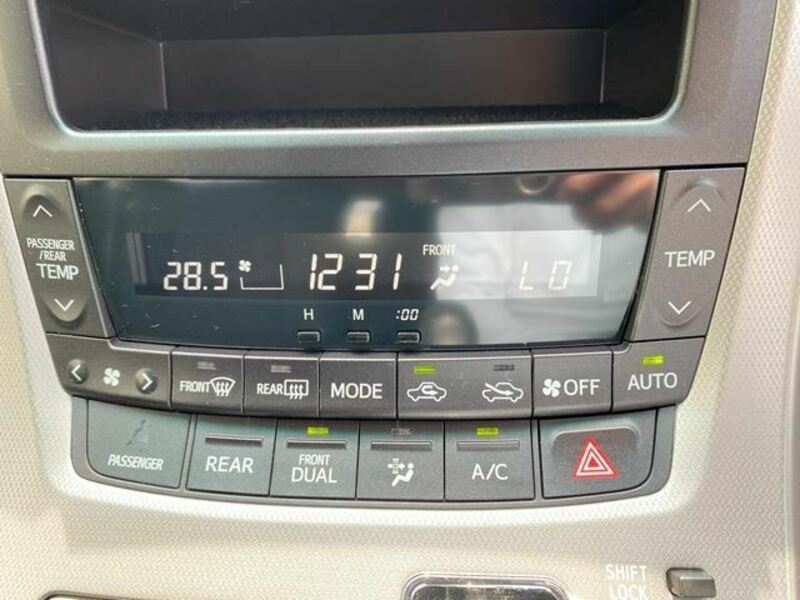 PASSENGER
/REAR
TEMP
FRONT
28.5 12 31 LO
H M :00
TEMP
FRONT REAR MODE OFF AUTO
PASSENGER REAR FRONT DUAL A/C
SHIFT
LOCK